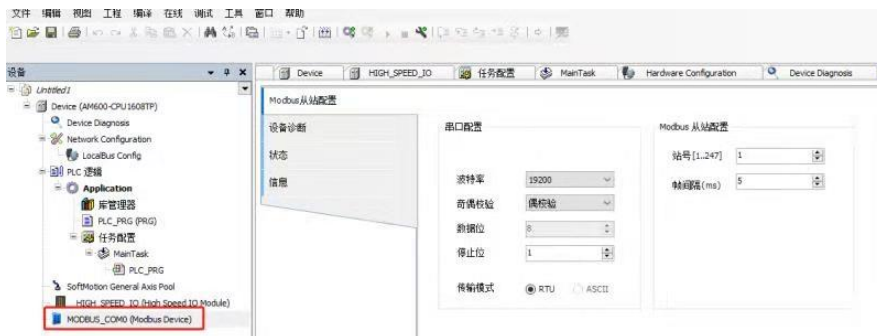 文件 编辑 视图 工程 编译 在线 调试 工具 窗口 帮助
设备
Device HIGH_SPEED_IO 任务配置 MainTask Hardware Configuration Device Diagnosis
Untitled1
Device (AM600-CPU1608TP)
Device Diagnosis
Network Configuration
LocalBus Config
PLC 逻辑
Application
库管理器
PLC_PRG (PRG)
任务配置
MainTask
PLC_PRG
SoftMotion General Axis Pool
HIGH_SPEED_IO (High Speed IO Module)
MODBUS_COM0 (Modbus Device)
Modbus从站配置
设备诊断
状态
信息
串口配置
波特率 19200
奇偶校验 偶校验
数据位 8
停止位 1
传输模式 RTU ASCII
Modbus 从站配置
站号[1..247] 1
帧间隔(ms) 5